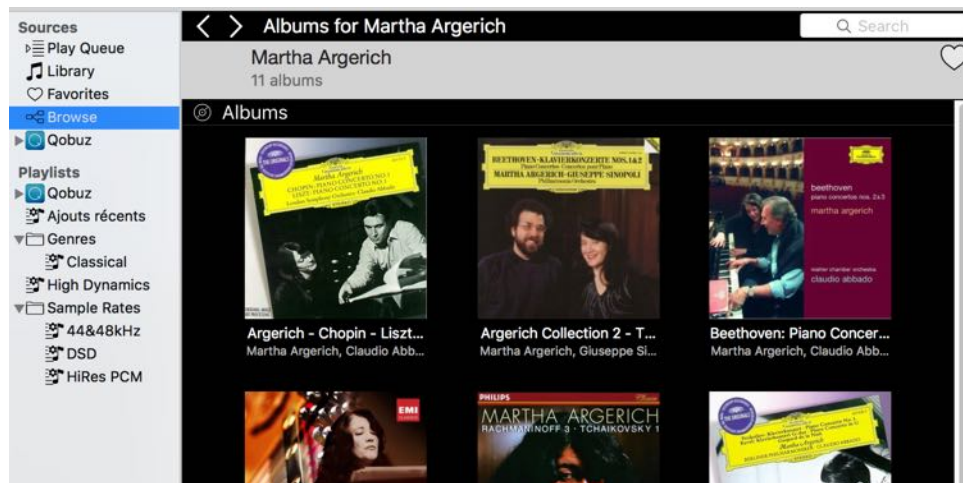 Sources
Play Queue
Library
Favorites
Browse
Qobuz
Playlists
Qobuz
Ajouts récents
Genres
Classical
High Dynamics
Sample Rates
44&48kHz
DSD
HiRes PCM
Albums for Martha Argerich
Search
Martha Argerich
11 albums
Albums
Martha Argerich
CHOPIN · PIANO CONCERTO NO. 1
LISZT · PIANO CONCERTO NO. 1
London Symphony Orchestra · Claudio Abbado
Argerich - Chopin - Liszt...
Martha Argerich, Claudio Abb...
BEETHOVEN · KLAVIERKONZERTE NOS. 1 & 2
MARTHA ARGERICH · GIUSEPPE SINOPOLI
Philharmonia Orchestra
Argerich Collection 2 - T...
Martha Argerich, Giuseppe Si...
beethoven
piano concertos nos. 2&3
martha argerich
mahler chamber orchestra
claudio abbado
Beethoven: Piano Concer...
Martha Argerich, Claudio Abb...
EMI
CLASSICS
PHILIPS
MARTHA ARGERICH
RACHMANINOFF 3 · TCHAIKOVSKY 1
Martha Argerich